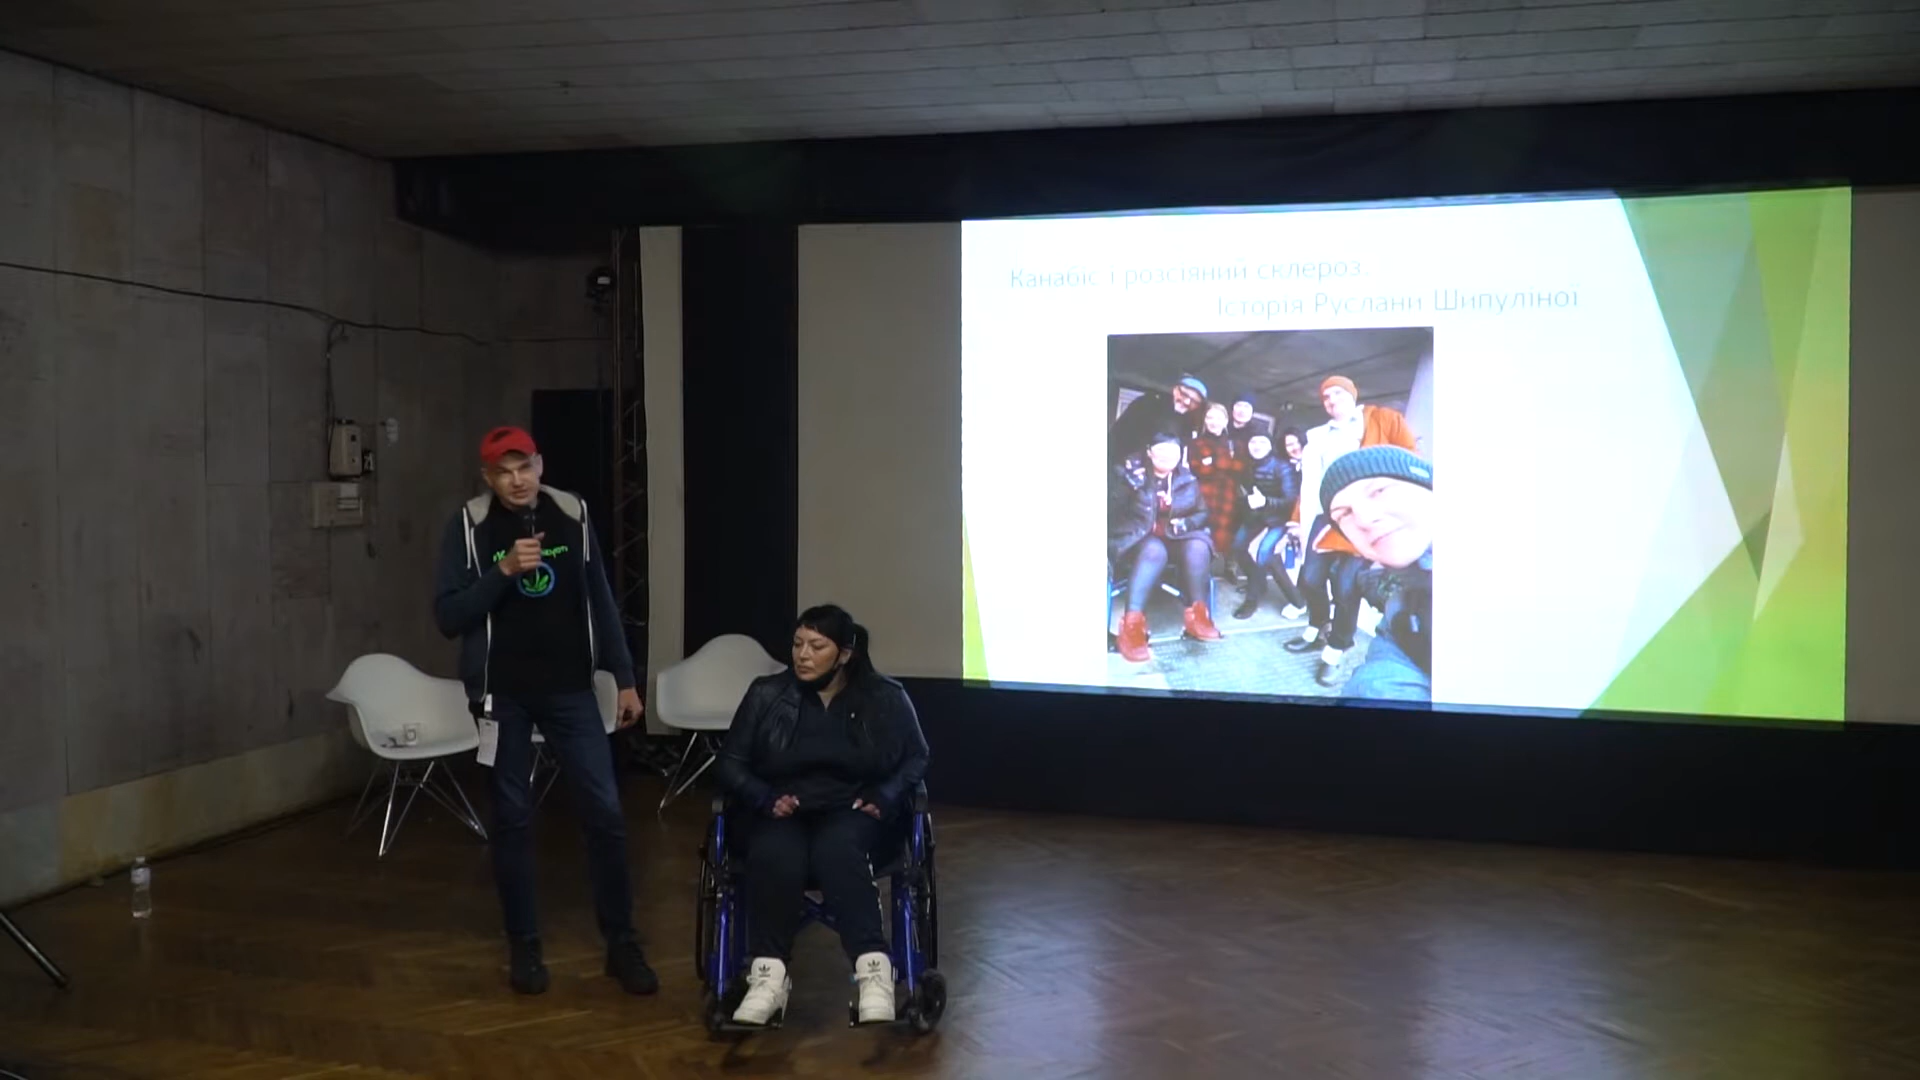 Канабіс і розсіяний склероз.
Історія Руслани Шипуліної